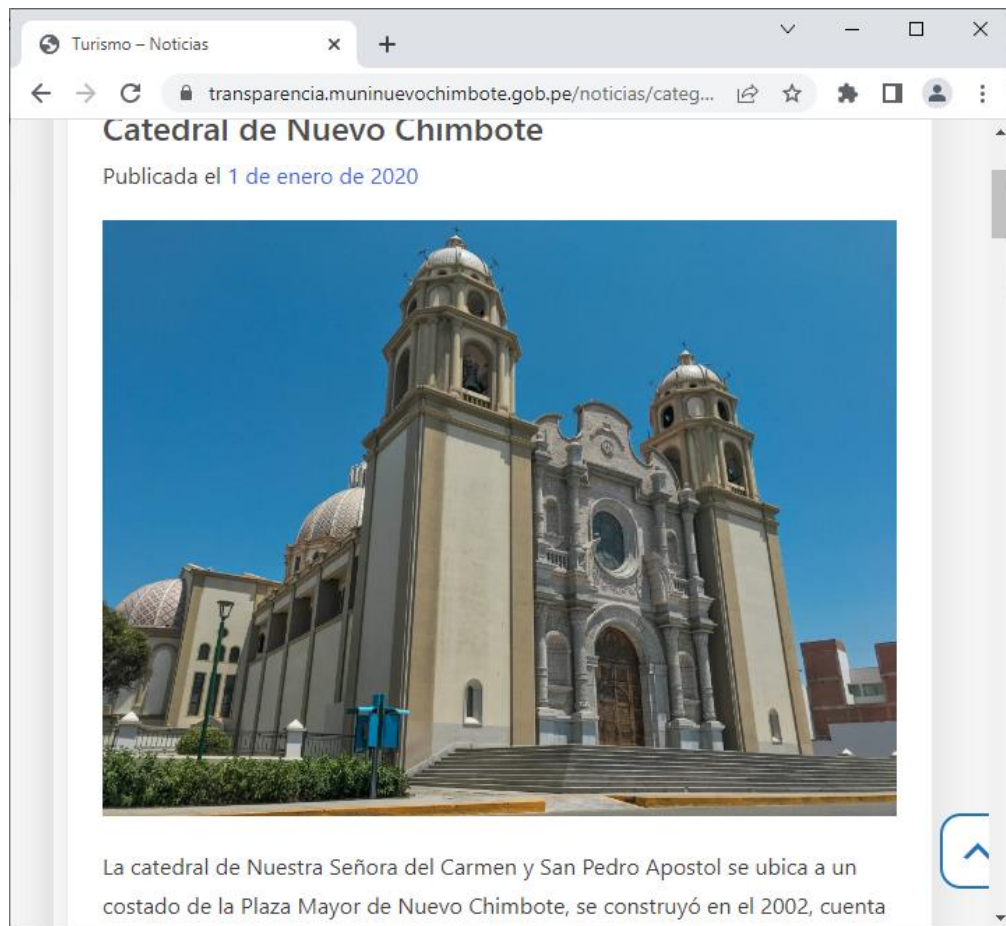 Turismo – Noticias
transparencia.muninuevochimbote.gob.pe/noticias/categ...
Catedral de Nuevo Chimbote
Publicada el 1 de enero de 2020
La catedral de Nuestra Señora del Carmen y San Pedro Apostol se ubica a un
costado de la Plaza Mayor de Nuevo Chimbote, se construyó en el 2002, cuenta